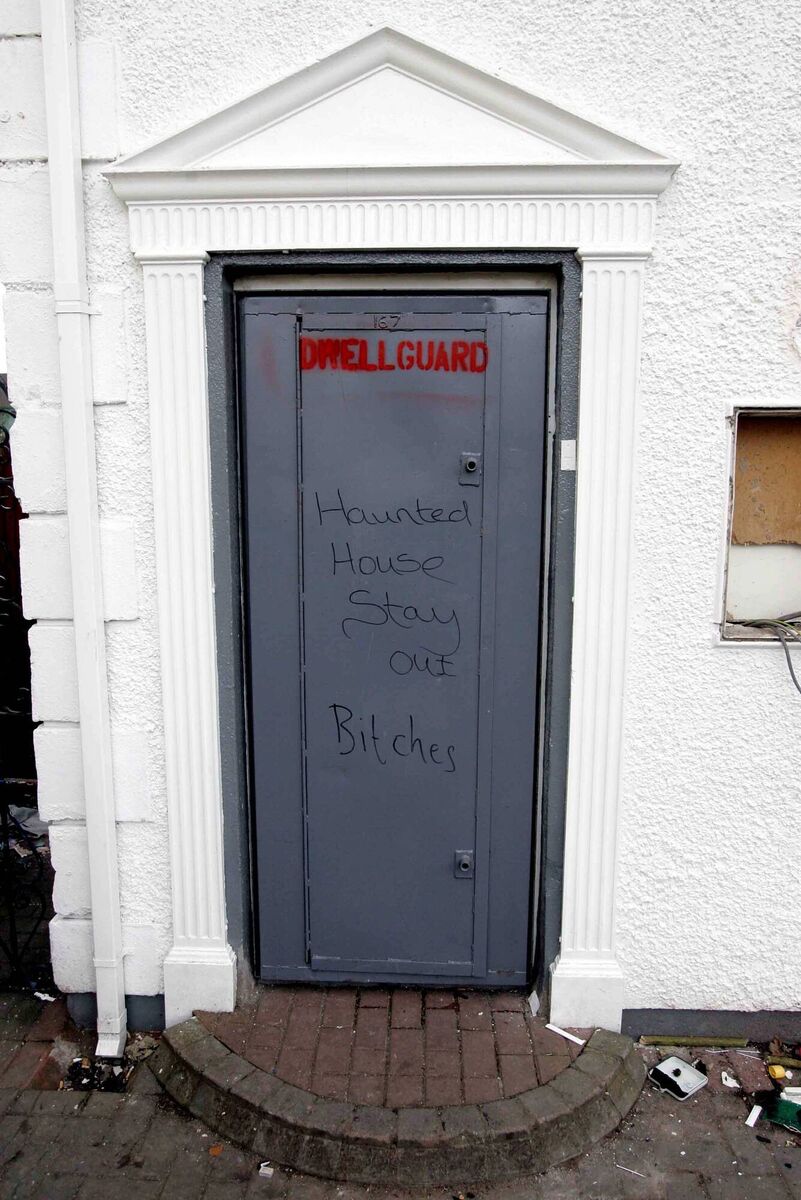 167
DWELLGUARD
Haunted
House
Stay
out
Bitches